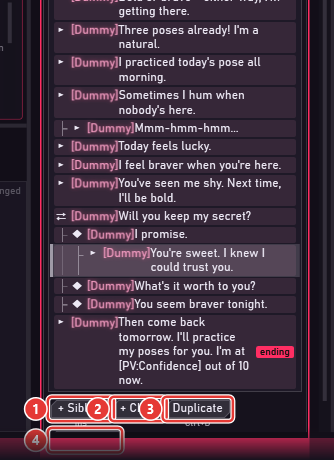 getting there.
[Dummy]Three poses already! I'm a
natural.
[Dummy]I practiced today's pose all
morning.
[Dummy]Sometimes I hum when
nobody's here.
[Dummy]Mmm-hmm-hmm...
[Dummy]Today feels lucky.
[Dummy]I feel braver when you're here.
[Dummy]You've seen me shy. Next time,
I'll be bold.
[Dummy]Will you keep my secret?
[Dummy]I promise.
[Dummy]You're sweet. I knew I
could trust you.
[Dummy]What's it worth to you?
[Dummy]You seem braver tonight.
[Dummy]Then come back
tomorrow. I'll practice
my poses for you. I'm at
[PV:Confidence] out of 10
now.
ending
1 + Sib 2 + C 3 Duplicate
4